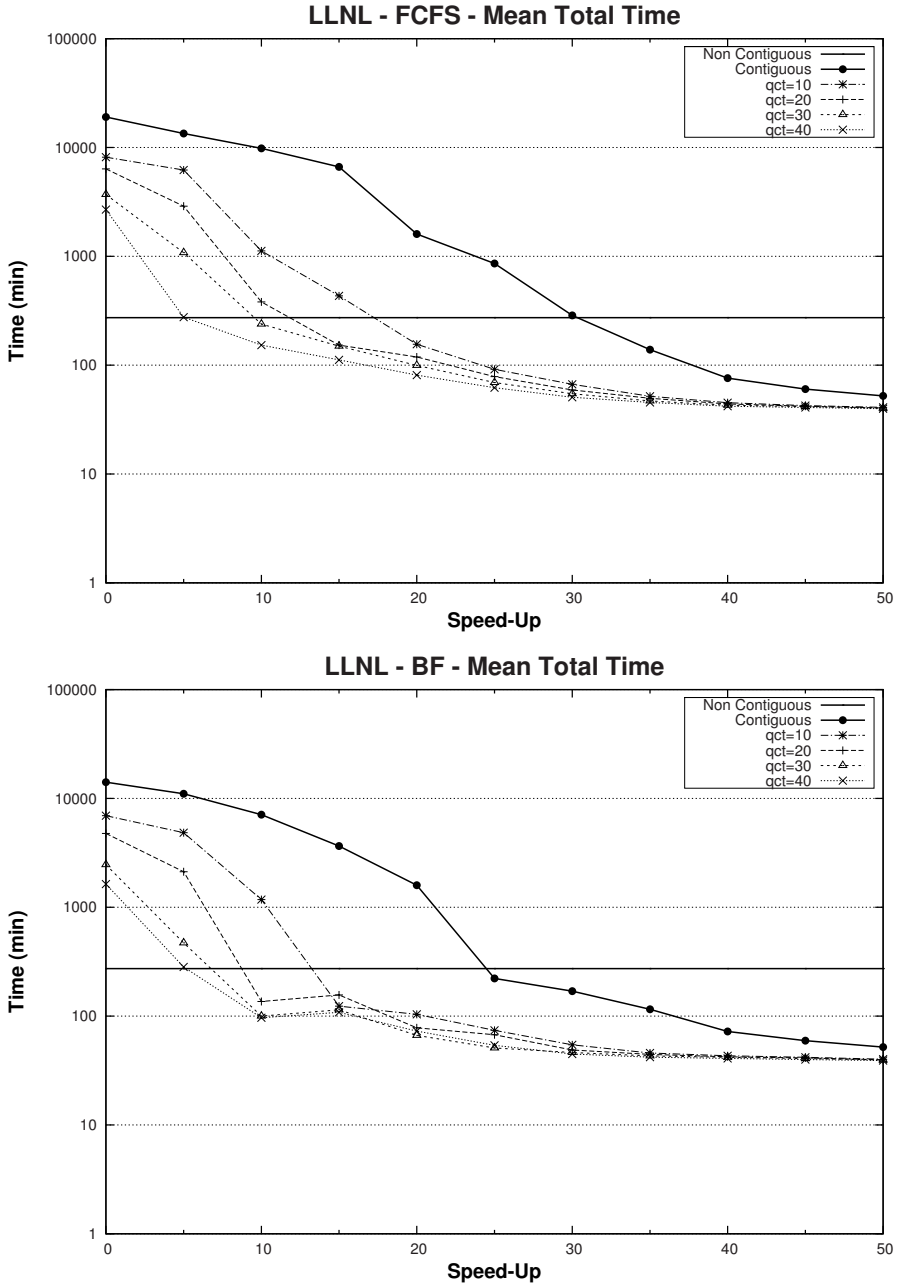 LLNL - FCFS - Mean Total Time
100000
10000
1000
100
10
1
Time (min)
Non Contiguous
Contiguous
qct=10
qct=20
qct=30
qct=40
0 10 20 30 40 50
Speed-Up
LLNL - BF - Mean Total Time
100000
10000
1000
100
10
1
Time (min)
Non Contiguous
Contiguous
qct=10
qct=20
qct=30
qct=40
0 10 20 30 40 50
Speed-Up